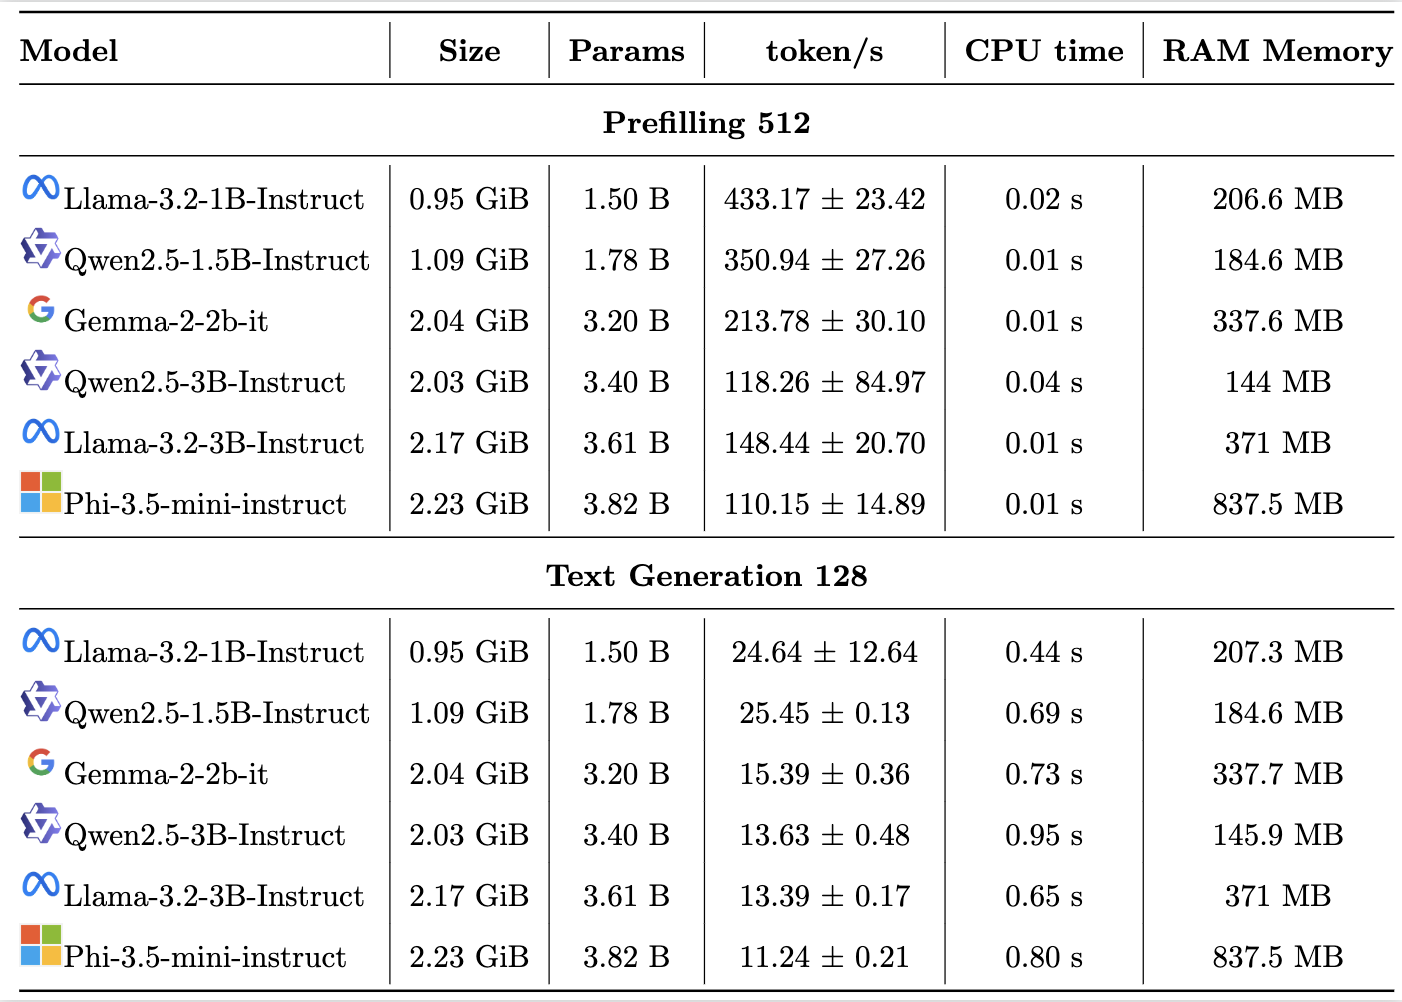 Model Size Params token/s CPU time RAM Memory
Prefilling 512
Llama-3.2-1B-Instruct 0.95 GiB 1.50 B 433.17 ± 23.42 0.02 s 206.6 MB
Qwen2.5-1.5B-Instruct 1.09 GiB 1.78 B 350.94 ± 27.26 0.01 s 184.6 MB
Gemma-2-2b-it 2.04 GiB 3.20 B 213.78 ± 30.10 0.01 s 337.6 MB
Qwen2.5-3B-Instruct 2.03 GiB 3.40 B 118.26 ± 84.97 0.04 s 144 MB
Llama-3.2-3B-Instruct 2.17 GiB 3.61 B 148.44 ± 20.70 0.01 s 371 MB
Phi-3.5-mini-instruct 2.23 GiB 3.82 B 110.15 ± 14.89 0.01 s 837.5 MB
Text Generation 128
Llama-3.2-1B-Instruct 0.95 GiB 1.50 B 24.64 ± 12.64 0.44 s 207.3 MB
Qwen2.5-1.5B-Instruct 1.09 GiB 1.78 B 25.45 ± 0.13 0.69 s 184.6 MB
Gemma-2-2b-it 2.04 GiB 3.20 B 15.39 ± 0.36 0.73 s 337.7 MB
Qwen2.5-3B-Instruct 2.03 GiB 3.40 B 13.63 ± 0.48 0.95 s 145.9 MB
Llama-3.2-3B-Instruct 2.17 GiB 3.61 B 13.39 ± 0.17 0.65 s 371 MB
Phi-3.5-mini-instruct 2.23 GiB 3.82 B 11.24 ± 0.21 0.80 s 837.5 MB